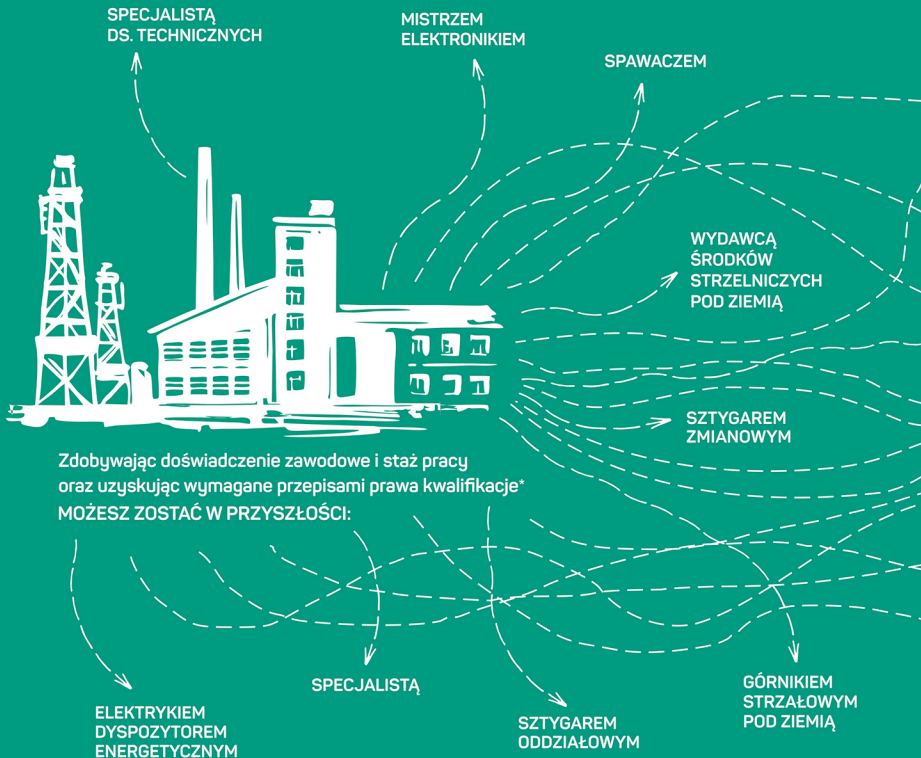 SPECJALISTĄ
DS. TECHNICZNYCH
MISTRZEM
ELEKTRONIKIEM
SPAWACZEM
WYDAWCĄ
ŚRODKÓW
STRZELNICZYCH
POD ZIEMIĄ
SZTYGAREM
ZMIANOWYM
Zdobywając doświadczenie zawodowe i staż pracy
oraz uzyskując wymagane przepisami prawa kwalifikacje*
MOŻESZ ZOSTAĆ W PRZYSZŁOŚCI:
ELEKTRYKIEM
DYSPOZYTOREM
ENERGETYCZNYM
SPECJALISTĄ
SZTYGAREM
ODDZIAŁOWYM
GÓRNIKIEM
STRZAŁOWYM
POD ZIEMIĄ